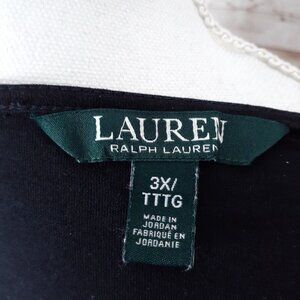 LAUREN
RALPH LAUREN
3X/
TTTG
MADE IN
JORDAN
FABRIQUÉ EN
JORDANIE